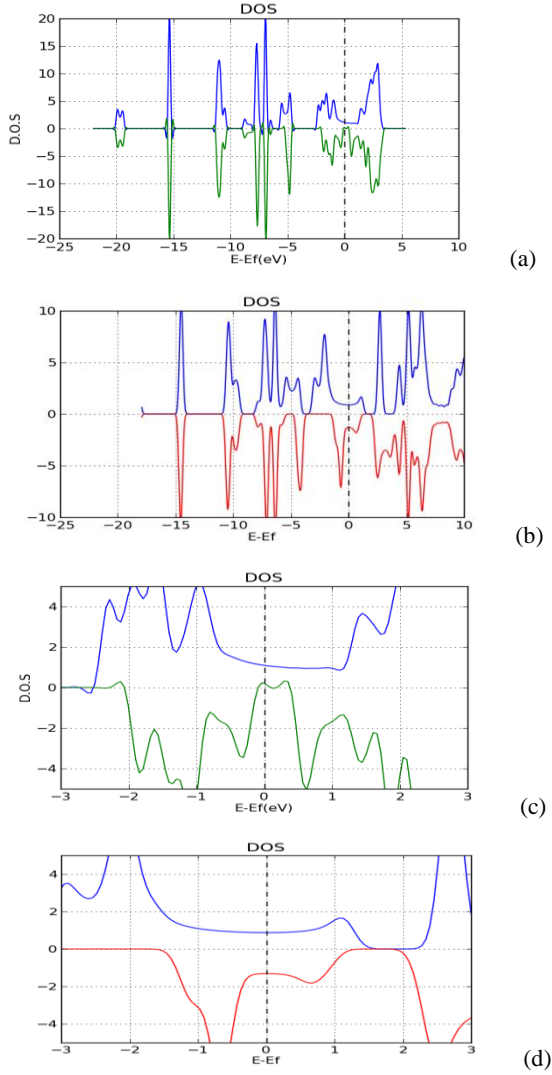 DOS
20
15
10
5
0
−5
−10
−15
−20
D.O.S
−25 −20 −15 −10 −5 0 5 10
E-Ef(eV)
(a)
DOS
10
5
0
−5
−10
−25 −20 −15 −10 −5 0 5 10
E-Ef
(b)
DOS
4
2
0
−2
−4
D.O.S
−3 −2 −1 0 1 2 3
E-Ef(eV)
(c)
DOS
4
2
0
−2
−4
−3 −2 −1 0 1 2 3
E-Ef
(d)